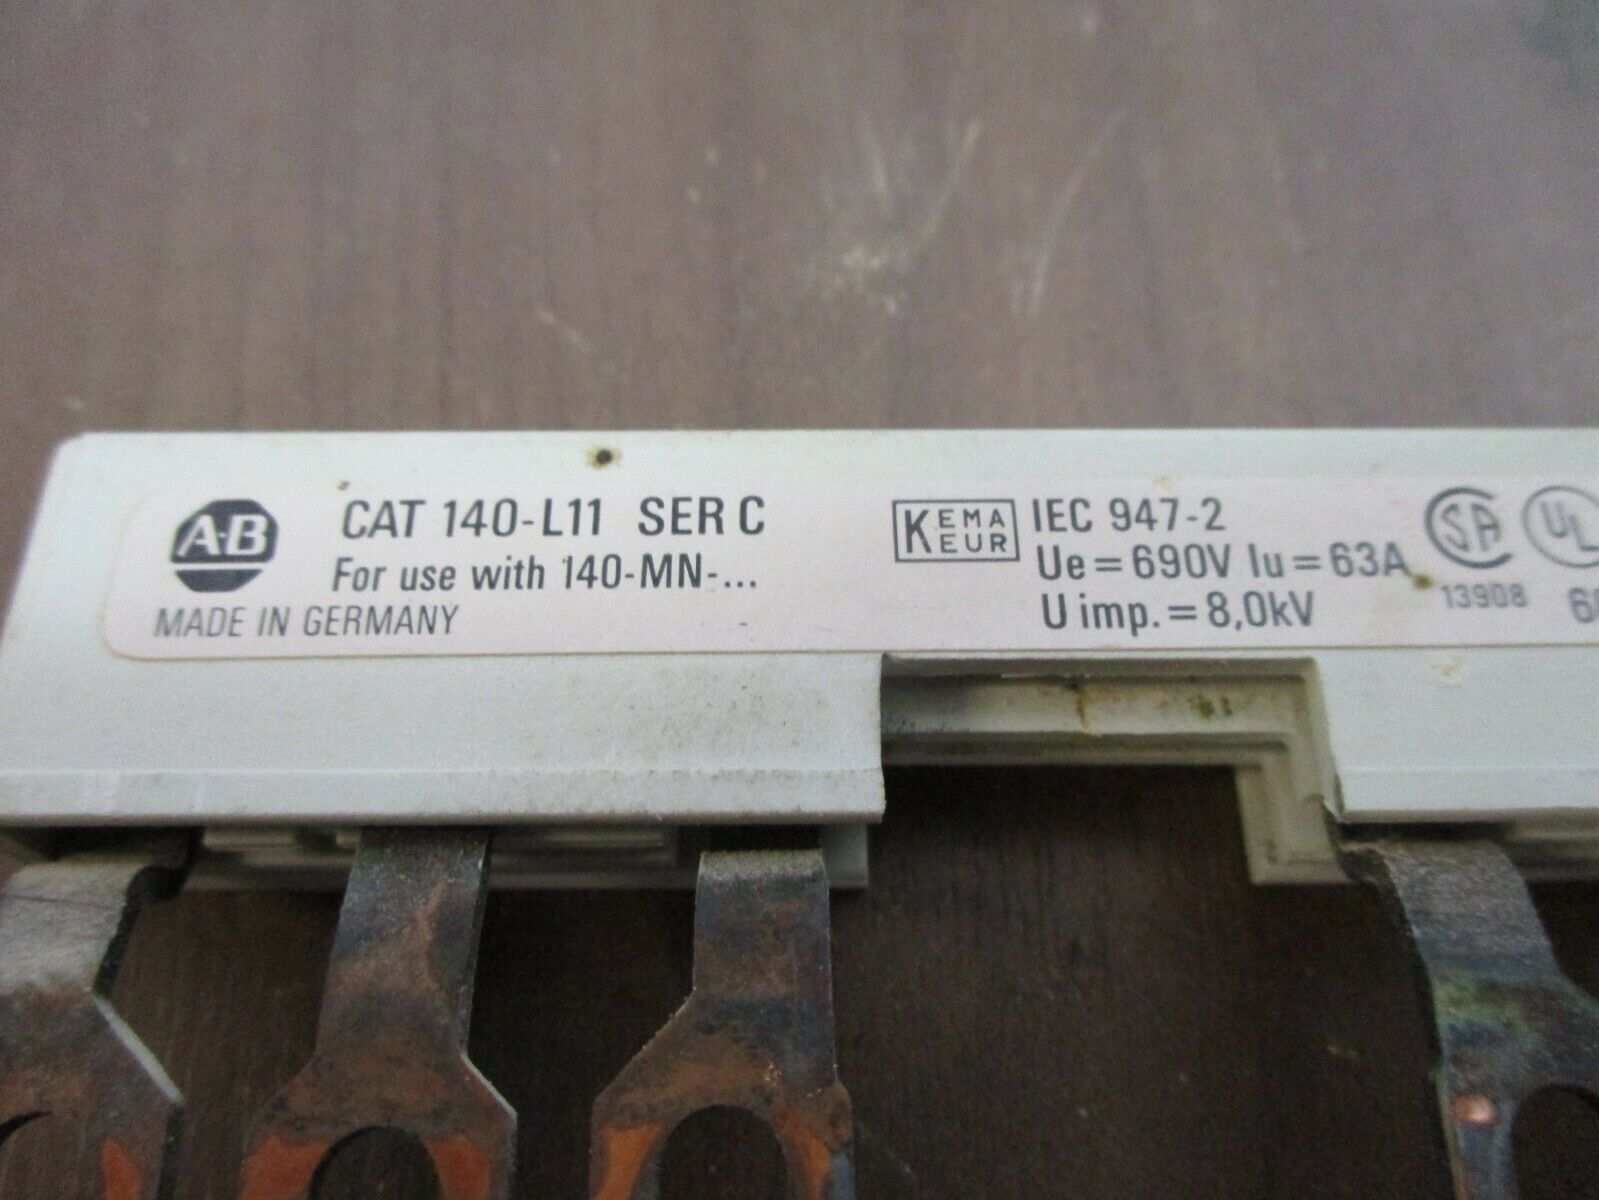 A-B
CAT 140-L11 SER C
For use with 140-MN-...
MADE IN GERMANY
KEMA
KEUR
IEC 947-2
Ue = 690V Iu = 63A
U imp. = 8,0kV
SA
13908
UL